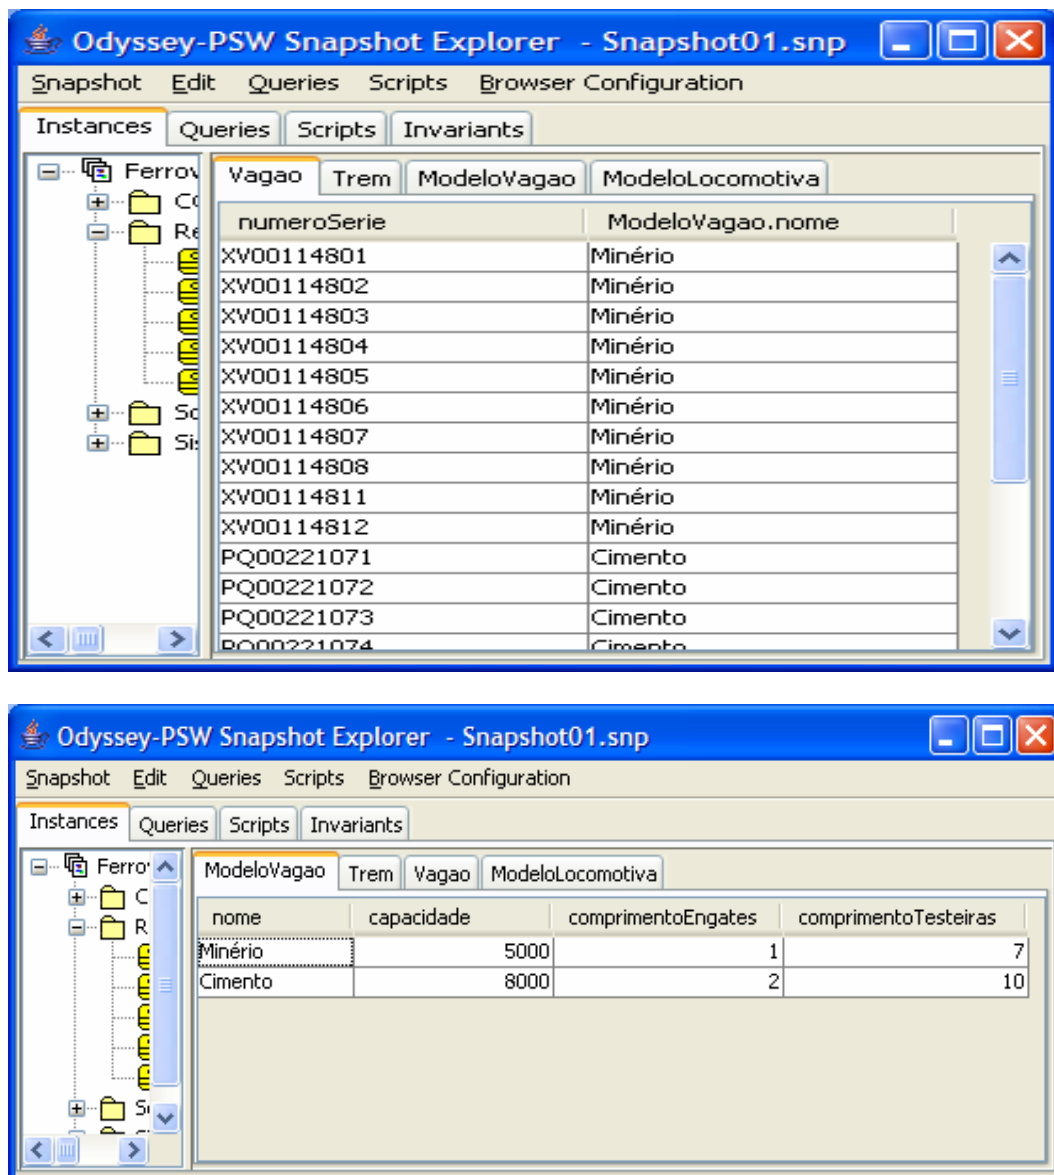 Odyssey-PSW Snapshot Explorer - Snapshot01.snp
Snapshot Edit Queries Scripts Browser Configuration
Instances Queries Scripts Invariants
Ferrov
Re
So
Vagao Trem ModeloVagao ModeloLocomotiva
numeroSerie ModeloVagao.nome
XV00114801 Minério
XV00114802 Minério
XV00114803 Minério
XV00114804 Minério
XV00114805 Minério
XV00114806 Minério
XV00114807 Minério
XV00114808 Minério
XV00114811 Minério
XV00114812 Minério
PQ00221071 Cimento
PQ00221072 Cimento
PQ00221073 Cimento
PQ00221074 Cimento
Odyssey-PSW Snapshot Explorer - Snapshot01.snp
Snapshot Edit Queries Scripts Browser Configuration
Instances Queries Scripts Invariants
Ferro
C
R
S
ModeloVagao Trem Vagao ModeloLocomotiva
nome capacidade comprimentoEngates comprimentoTesteiras
Minério 5000 1 7
Cimento 8000 2 10